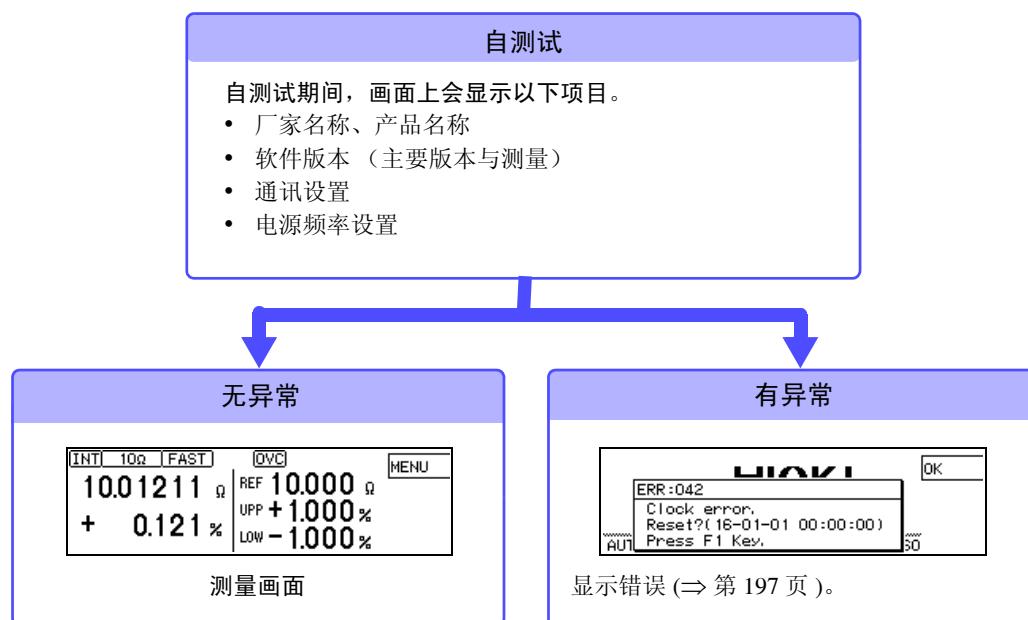 自测试
自测试期间，画面上会显示以下项目。
• 厂家名称、产品名称
• 软件版本 （主要版本与测量）
• 通讯设置
• 电源频率设置
无异常
INT 10Ω FAST OVC MENU
10.01211 Ω
+ 0.121 %
REF 10.000 Ω
UPP + 1.000 %
LOW − 1.000 %
测量画面
有异常
OK
ERR:042
Clock error.
Reset?(16-01-01 00:00:00)
Press F1 Key.
显示错误 (⇒ 第 197 页 )。